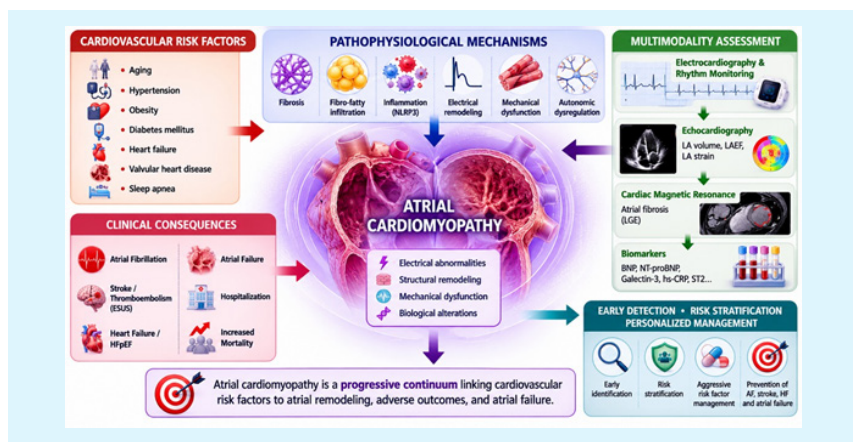 CARDIOVASCULAR RISK FACTORS
• Aging
• Hypertension
• Obesity
• Diabetes mellitus
• Heart failure
• Valvular heart disease
• Sleep apnea
PATHOPHYSIOLOGICAL MECHANISMS
Fibrosis
Fibro-fatty
infiltration
Inflammation
(NLRP3)
Electrical
remodeling
Mechanical
dysfunction
Autonomic
dysregulation
MULTIMODALITY ASSESSMENT
Electrocardiography &
Rhythm Monitoring
Echocardiography
LA volume, LAEF,
LA strain
Cardiac Magnetic Resonance
Atrial fibrosis
(LGE)
Biomarkers
BNP, NT-proBNP,
Galectin-3, hs-CRP, ST2...
ATRIAL
CARDIOMYOPATHY
Electrical abnormalities
Structural remodeling
Mechanical dysfunction
Biological alterations
CLINICAL CONSEQUENCES
Atrial Fibrillation
Atrial Failure
Stroke /
Thromboembolism
(ESUS)
Hospitalization
Heart Failure /
HFpEF
Increased
Mortality
EARLY DETECTION • RISK STRATIFICATION
PERSONALIZED MANAGEMENT
Early
identification
Risk
stratification
Aggressive
risk factor
management
Prevention of
AF, stroke, HF
and atrial failure
Atrial cardiomyopathy is a progressive continuum linking cardiovascular
risk factors to atrial remodeling, adverse outcomes, and atrial failure.